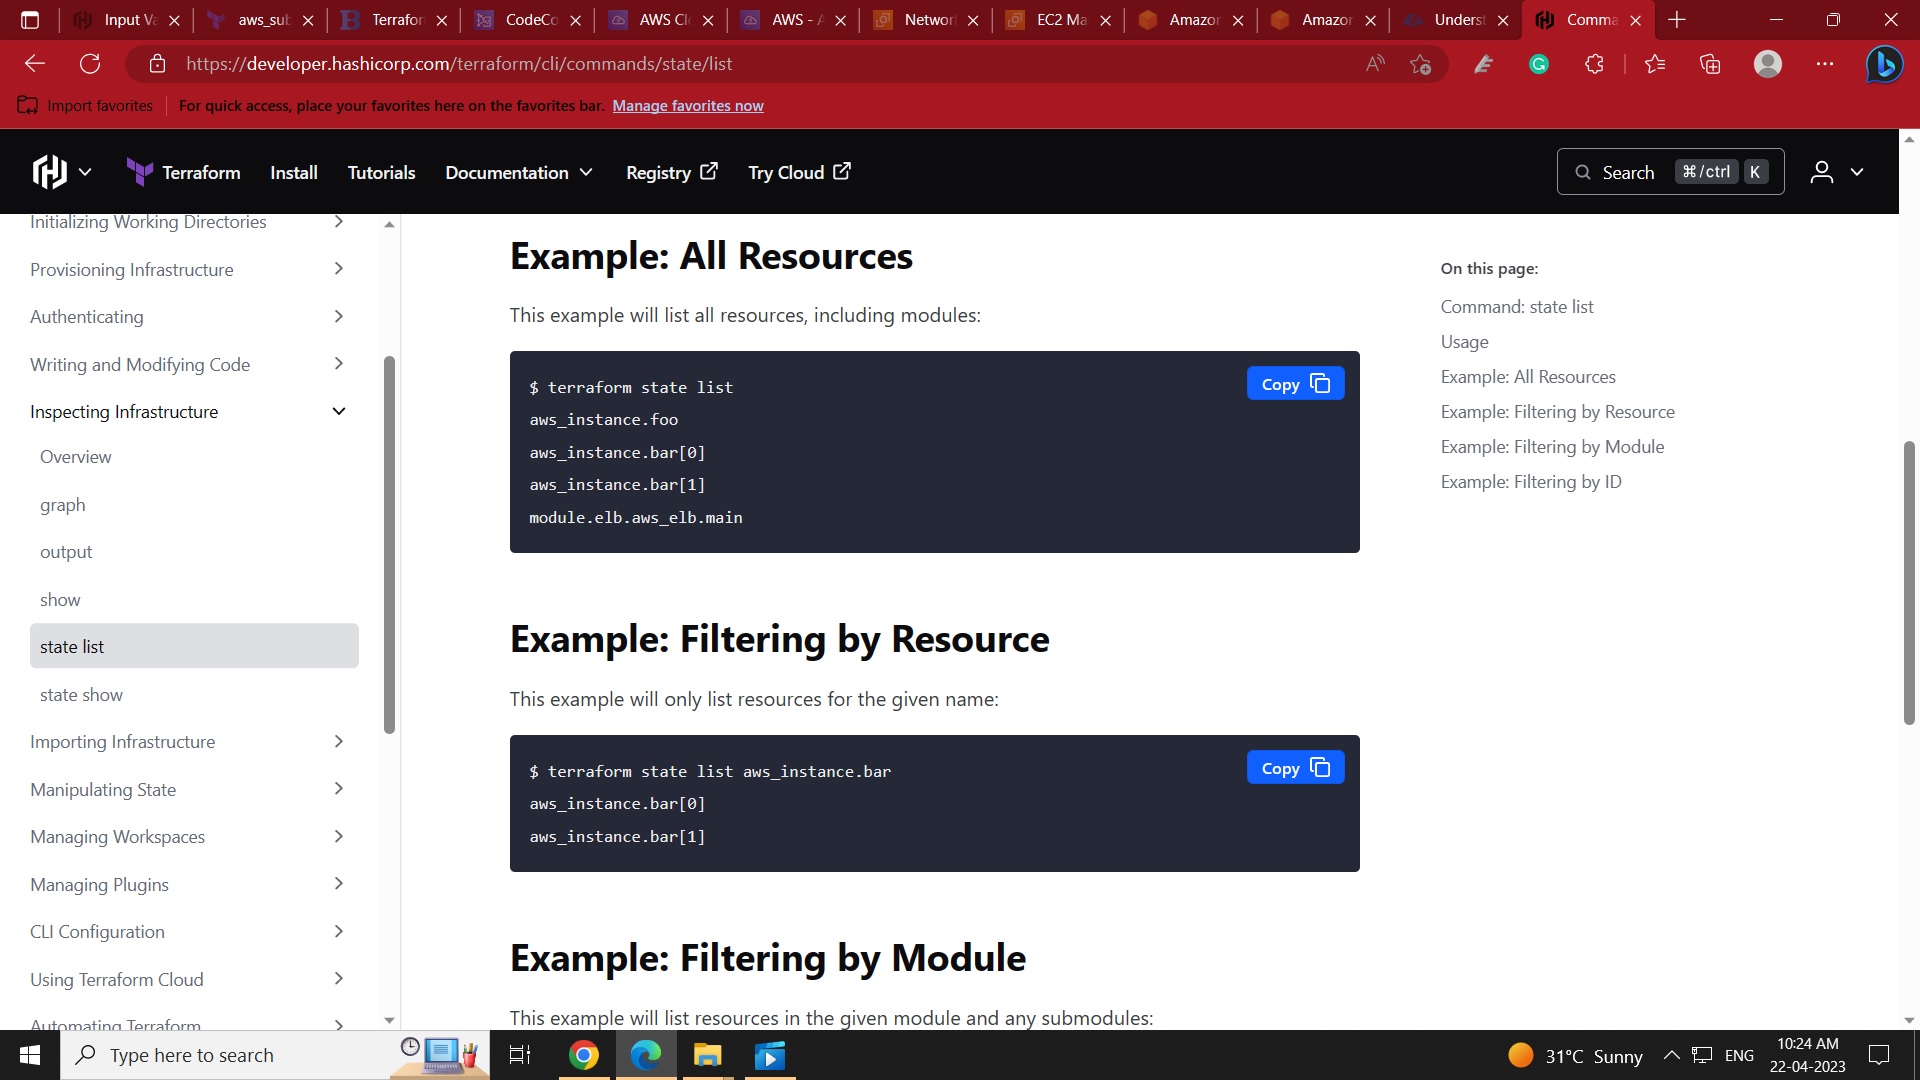 Input Va
aws_sub
Terrafor
CodeCo
AWS Cl
AWS - A
Networ
EC2 Ma
Amazor
Amazor
Underst
Comma
https://developer.hashicorp.com/terraform/cli/commands/state/list
Import favorites
For quick access, place your favorites here on the favorites bar. Manage favorites now
Terraform
Install
Tutorials
Documentation
Registry
Try Cloud
Search
⌘/ctrl
K
Initializing Working Directories
Provisioning Infrastructure
Authenticating
Writing and Modifying Code
Inspecting Infrastructure
Overview
graph
output
show
state list
state show
Importing Infrastructure
Manipulating State
Managing Workspaces
Managing Plugins
CLI Configuration
Using Terraform Cloud
Automating Terraform
Example: All Resources
This example will list all resources, including modules:
Copy
$ terraform state list
aws_instance.foo
aws_instance.bar[0]
aws_instance.bar[1]
module.elb.aws_elb.main
Example: Filtering by Resource
This example will only list resources for the given name:
Copy
$ terraform state list aws_instance.bar
aws_instance.bar[0]
aws_instance.bar[1]
Example: Filtering by Module
This example will list resources in the given module and any submodules:
On this page:
Command: state list
Usage
Example: All Resources
Example: Filtering by Resource
Example: Filtering by Module
Example: Filtering by ID
Type here to search
31°C Sunny
ENG
10:24 AM
22-04-2023